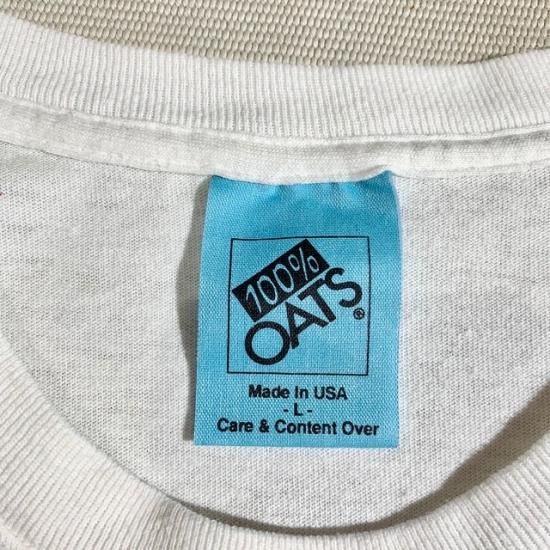 100%
OATS®
Made In USA
- L -
Care & Content Over